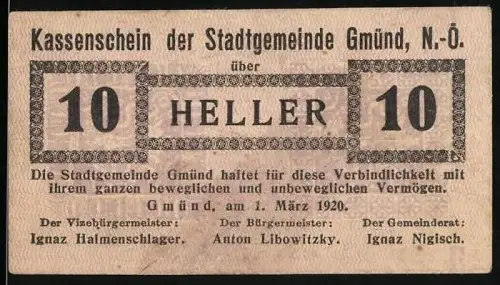 Kassenschein der Stadtgemeinde Gmünd, N.-Ö.
über
10 HELLER 10
Die Stadtgemeinde Gmünd haftet für diese Verbindlichkeit mit
ihrem ganzen beweglichen und unbeweglichen Vermögen.
Gmünd, am 1. März 1920.
Der Vizebürgermeister: Der Bürgermeister: Der Gemeinderat:
Ignaz Haimenschlager. Anton Libowitzky. Ignaz Nigisch.